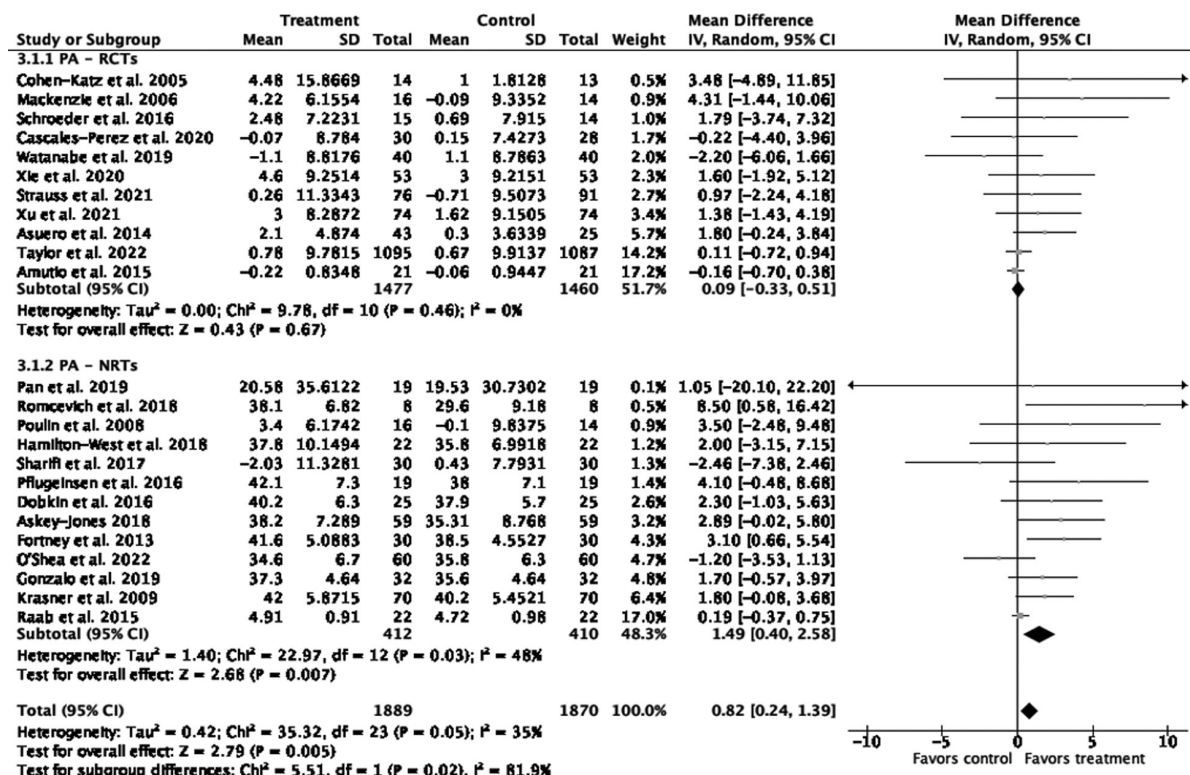 Treatment Control Mean Difference Mean Difference
Study or Subgroup Mean SD Total Mean SD Total Weight IV, Random, 95% CI IV, Random, 95% CI
3.1.1 PA – RCTs
Cohen-Katz et al. 2005 4.48 15.8669 14 1 1.8128 13 0.5% 3.48 [-4.89, 11.85]
Mackenzie et al. 2006 4.22 6.1554 16 -0.09 9.3352 14 0.9% 4.31 [-1.44, 10.06]
Schroeder et al. 2016 2.48 7.2231 15 0.69 7.915 14 1.0% 1.79 [-3.74, 7.32]
Cascales-Perez et al. 2020 -0.07 8.784 30 0.15 7.4273 28 1.7% -0.22 [-4.40, 3.96]
Watanabe et al. 2019 -1.1 8.8176 40 1.1 8.7863 40 2.0% -2.20 [-6.06, 1.66]
Xie et al. 2020 4.6 9.2514 53 3 9.2151 53 2.3% 1.60 [-1.92, 5.12]
Strauss et al. 2021 0.26 11.3343 76 -0.71 9.5073 91 2.7% 0.97 [-2.24, 4.18]
Xu et al. 2021 3 8.2872 74 1.62 9.1505 74 3.4% 1.38 [-1.43, 4.19]
Asuero et al. 2014 2.1 4.874 43 0.3 3.6339 25 5.7% 1.80 [-0.24, 3.84]
Taylor et al. 2022 0.78 9.7815 1095 0.67 9.9137 1087 14.2% 0.11 [-0.72, 0.94]
Amutio et al. 2015 -0.22 0.8348 21 -0.06 0.9447 21 17.2% -0.16 [-0.70, 0.38]
Subtotal (95% CI) 1477 1460 51.7% 0.09 [-0.33, 0.51]
Heterogeneity: Tau² = 0.00; Chi² = 9.78, df = 10 (P = 0.46); I² = 0%
Test for overall effect: Z = 0.43 (P = 0.67)
3.1.2 PA – NRTs
Pan et al. 2019 20.58 35.6122 19 19.53 30.7302 19 0.1% 1.05 [-20.10, 22.20]
Romcevich et al. 2018 38.1 6.82 8 29.6 9.18 8 0.5% 8.50 [0.58, 16.42]
Poulin et al. 2008 3.4 6.1742 16 -0.1 9.8375 14 0.9% 3.50 [-2.48, 9.48]
Hamilton-West et al. 2018 37.8 10.1494 22 35.8 6.9918 22 1.2% 2.00 [-3.15, 7.15]
Sharifi et al. 2017 -2.03 11.3281 30 0.43 7.7931 30 1.3% -2.46 [-7.38, 2.46]
Pflugeinsen et al. 2016 42.1 7.3 19 38 7.1 19 1.4% 4.10 [-0.48, 8.68]
Dobkin et al. 2016 40.2 6.3 25 37.9 5.7 25 2.5% 2.30 [-1.03, 5.63]
Askey-Jones 2018 38.2 7.289 59 35.31 8.768 59 3.2% 2.89 [-0.02, 5.80]
Fortney et al. 2013 41.6 5.0883 30 38.5 4.5527 30 4.3% 3.10 [0.66, 5.54]
O'Shea et al. 2022 34.6 6.7 60 35.8 6.3 60 4.7% -1.20 [-3.53, 1.13]
Gonzalo et al. 2019 37.3 4.64 32 35.6 4.64 32 4.8% 1.70 [-0.57, 3.97]
Krasner et al. 2009 42 5.8715 70 40.2 5.4521 70 6.4% 1.80 [-0.08, 3.68]
Raab et al. 2015 4.91 0.91 22 4.72 0.98 22 17.0% 0.19 [-0.37, 0.75]
Subtotal (95% CI) 412 410 48.3% 1.49 [0.40, 2.58]
Heterogeneity: Tau² = 1.40; Chi² = 22.97, df = 12 (P = 0.03); I² = 48%
Test for overall effect: Z = 2.68 (P = 0.007)
Total (95% CI) 1889 1870 100.0% 0.82 [0.24, 1.39]
Heterogeneity: Tau² = 0.42; Chi² = 35.32, df = 23 (P = 0.05); I² = 35%
Test for overall effect: Z = 2.79 (P = 0.005)
Test for subgroup differences: Chi² = 5.51, df = 1 (P = 0.02), I² = 81.9%
-10 -5 0 5 10
Favors control Favors treatment